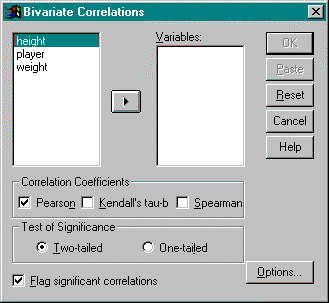 Bivariate Correlations
height
player
weight
Variables:
OK
Paste
Reset
Cancel
Help
Correlation Coefficients
Pearson Kendall's tau-b Spearman
Test of Significance
Two-tailed One-tailed
Flag significant correlations
Options...